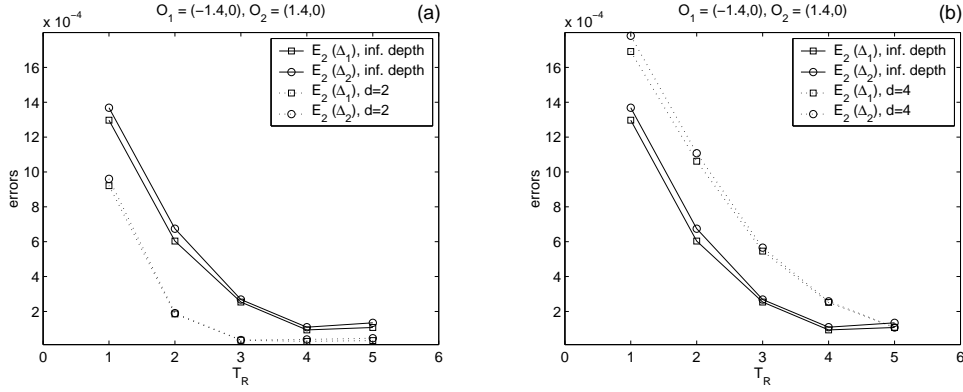 O1 = (−1.4,0), O2 = (1.4,0)
(a)
x 10^-4
E2 (Δ1), inf. depth
E2 (Δ2), inf. depth
E2 (Δ1), d=2
E2 (Δ2), d=2
16
14
12
10
8
6
4
2
errors
0 1 2 3 4 5 6
TR
O1 = (−1.4,0), O2 = (1.4,0)
(b)
x 10^-4
E2 (Δ1), inf. depth
E2 (Δ2), inf. depth
E2 (Δ1), d=4
E2 (Δ2), d=4
16
14
12
10
8
6
4
2
errors
0 1 2 3 4 5 6
TR